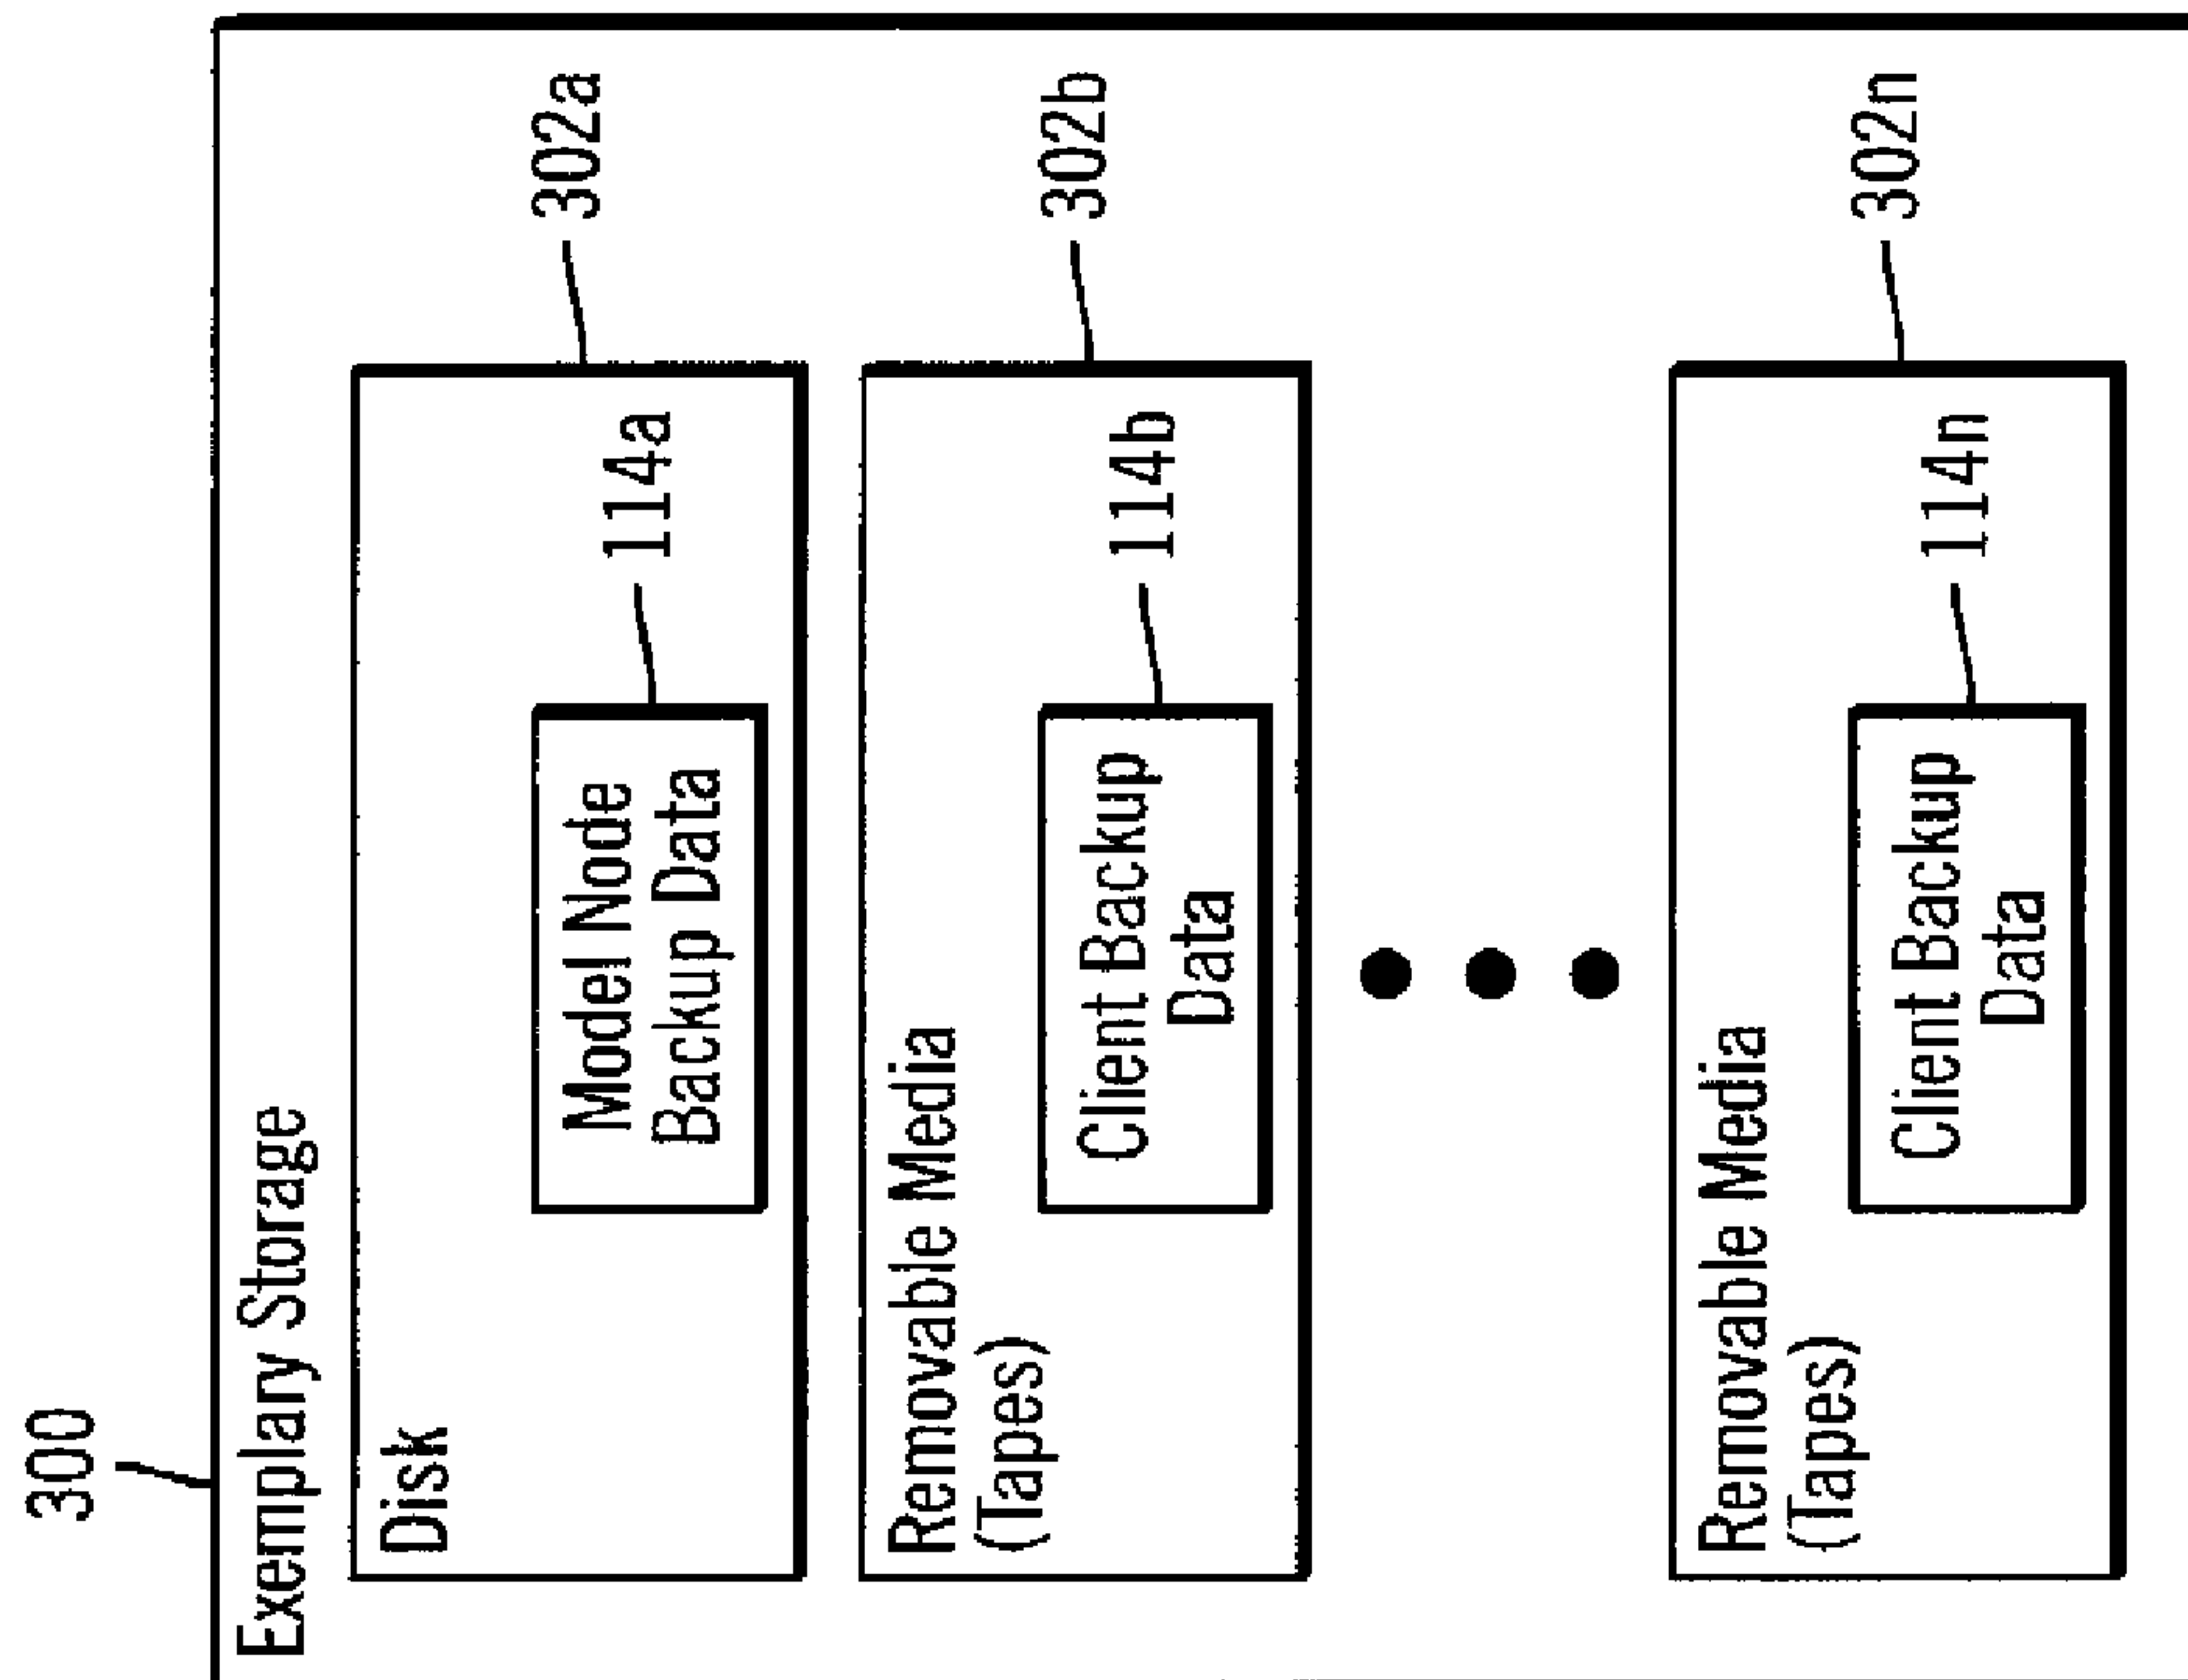 300
Exemplary Storage
Disk
302a
114a
Model Node
Backup Data
Removable Media
(Tapes)
302b
114b
Client Backup
Data
Removable Media
(Tapes)
302n
114n
Client Backup
Data